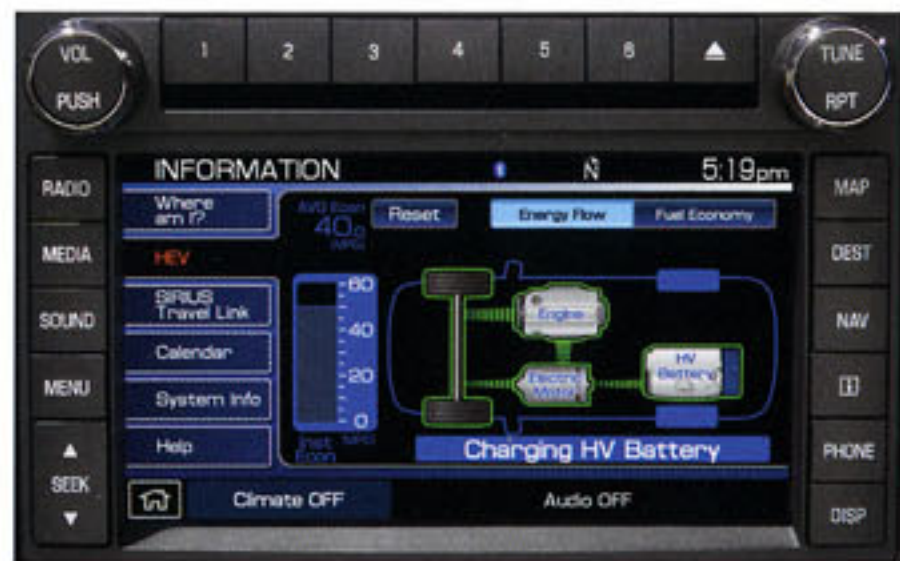 VOL
PUSH
1 2 3 4 5 6
TUNE
RPT
RADIO
MEDIA
SOUND
MENU
SEEK
INFORMATION N 5:19pm
Where
am I?
HEV
SIRIUS
Travel Link
Calendar
System Info
Help
AVG Econ
40.0
(MPG)
Reset
Energy Flow Fuel Economy
60
40
20
0
Inst (MPG)
Econ
Engine
Electric
Motor
HV
Battery
Charging HV Battery
Climate OFF Audio OFF
MAP
DEST
NAV
PHONE
DISP